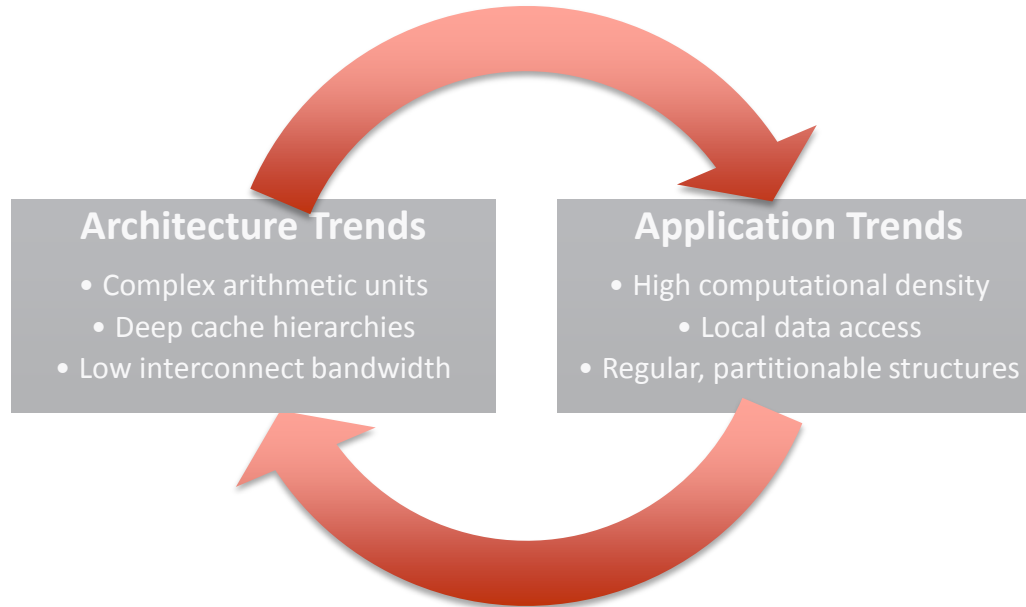 Architecture Trends
• Complex arithmetic units
• Deep cache hierarchies
• Low interconnect bandwidth
Application Trends
• High computational density
• Local data access
• Regular, partitionable structures